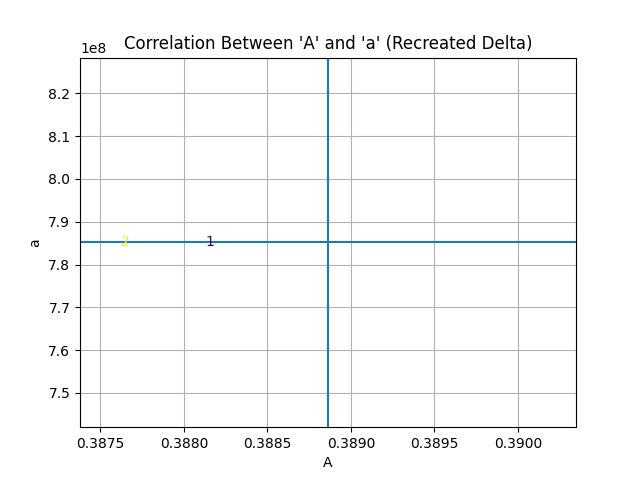 Correlation Between 'A' and 'a' (Recreated Delta)
1e8
8.2
8.1
8.0
7.9
7.8
7.7
7.6
7.5
a
2
1
0.3875 0.3880 0.3885 0.3890 0.3895 0.3900
A